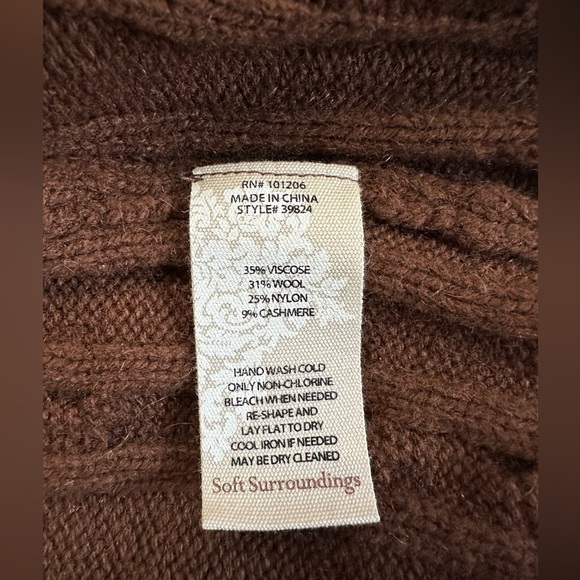 RN# 101206
MADE IN CHINA
STYLE# 39824
35% VISCOSE
31% WOOL
25% NYLON
9% CASHMERE
HAND WASH COLD
ONLY NON-CHLORINE
BLEACH WHEN NEEDED
RE-SHAPE AND
LAY FLAT TO DRY
COOL IRON IF NEEDED
MAY BE DRY CLEANED
Soft Surroundings